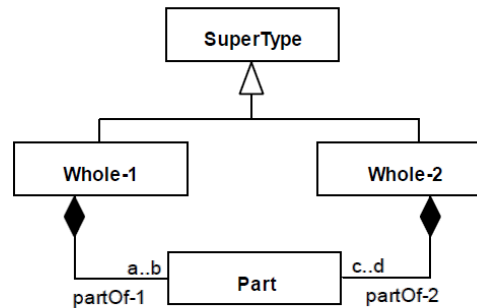 SuperType
Whole-1
Whole-2
a..b
Part
c..d
partOf-1
partOf-2